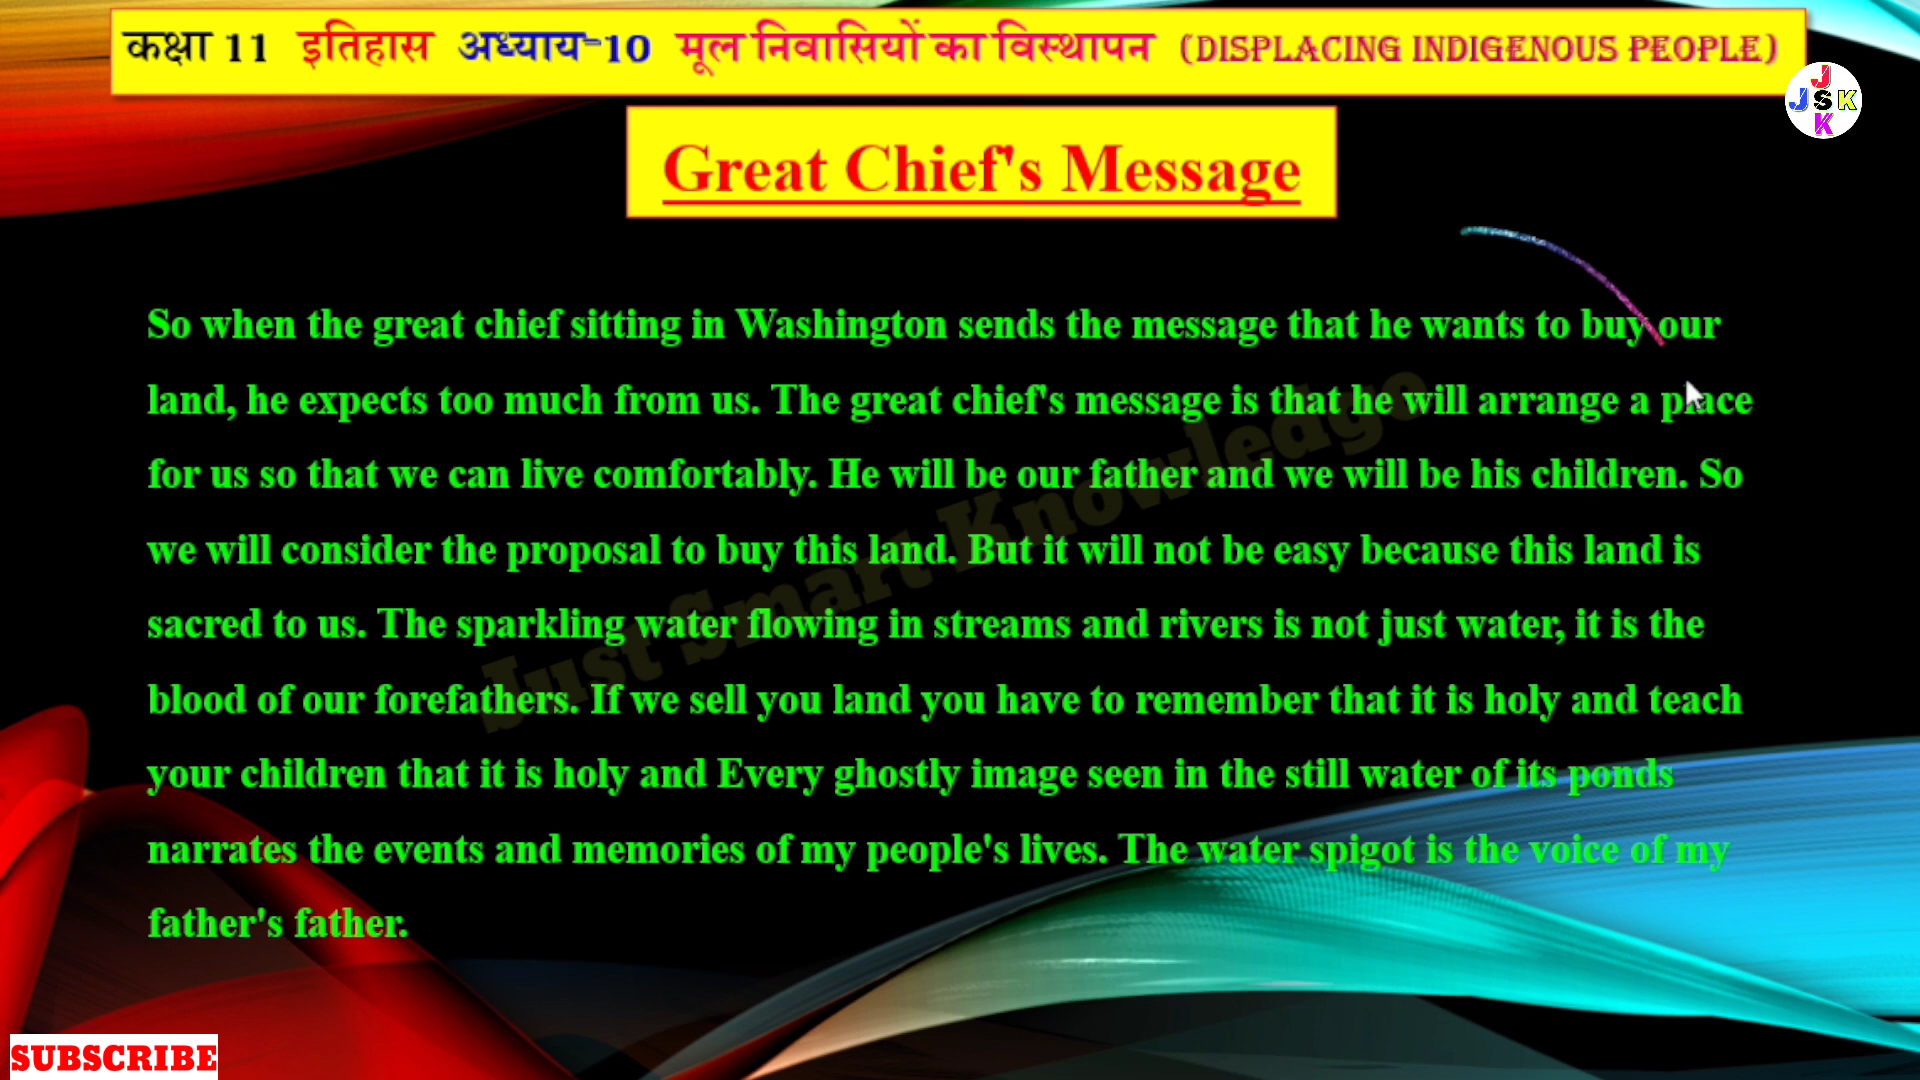 कक्षा 11 इतिहास अध्याय-10 मूल निवासियों का विस्थापन (DISPLACING INDIGENOUS PEOPLE)
J
J S K
K
Great Chief's Message
So when the great chief sitting in Washington sends the message that he wants to buy our
land, he expects too much from us. The great chief's message is that he will arrange a place
for us so that we can live comfortably. He will be our father and we will be his children. So
we will consider the proposal to buy this land. But it will not be easy because this land is
sacred to us. The sparkling water flowing in streams and rivers is not just water, it is the
blood of our forefathers. If we sell you land you have to remember that it is holy and teach
your children that it is holy and Every ghostly image seen in the still water of its ponds
narrates the events and memories of my people's lives. The water spigot is the voice of my
father's father.
Just Smart Knowledge
SUBSCRIBE